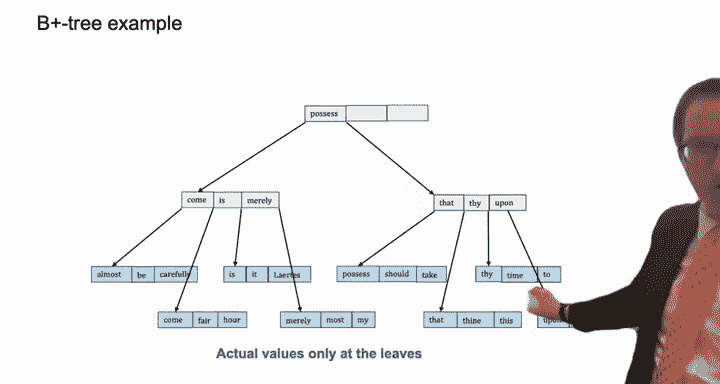 B+-tree example
possess
come is merely
that thy upon
almost be carefully
is it Laertes
possess should take
thy time to
come fair hour
merely most my
that thine this
upon
Actual values only at the leaves